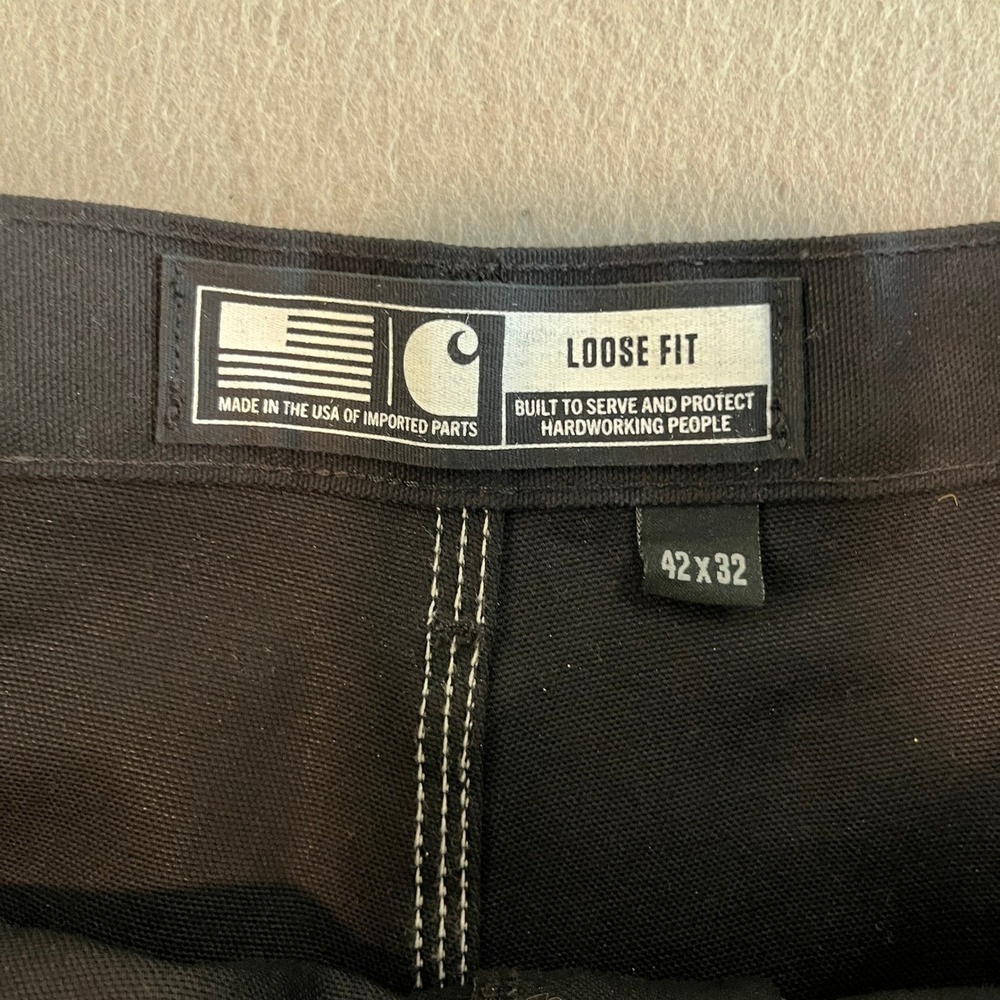 MADE IN THE USA OF IMPORTED PARTS
LOOSE FIT
BUILT TO SERVE AND PROTECT
HARDWORKING PEOPLE
42 X 32